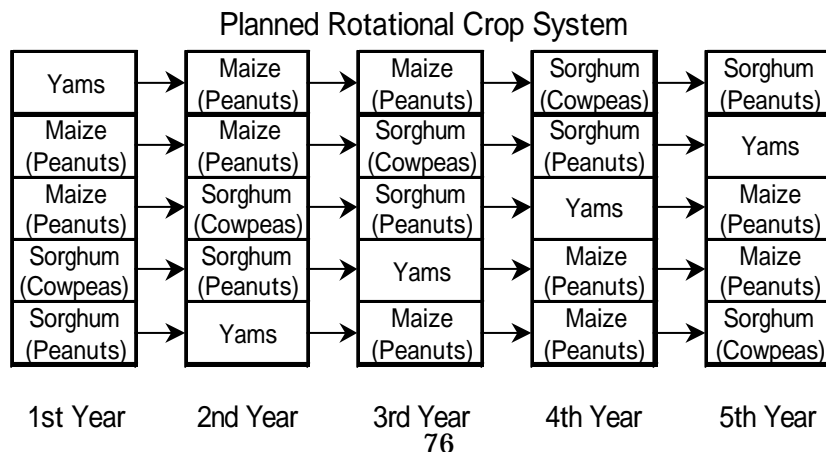 Planned Rotational Crop System
Yams
Maize
(Peanuts)
Maize
(Peanuts)
Sorghum
(Cowpeas)
Sorghum
(Peanuts)
Maize
(Peanuts)
Maize
(Peanuts)
Sorghum
(Cowpeas)
Sorghum
(Peanuts)
Yams
Maize
(Peanuts)
Sorghum
(Cowpeas)
Sorghum
(Peanuts)
Yams
Maize
(Peanuts)
Sorghum
(Cowpeas)
Sorghum
(Peanuts)
Yams
Maize
(Peanuts)
Maize
(Peanuts)
Sorghum
(Peanuts)
Yams
Maize
(Peanuts)
Maize
(Peanuts)
Sorghum
(Cowpeas)
1st Year 2nd Year 3rd Year 4th Year 5th Year
76